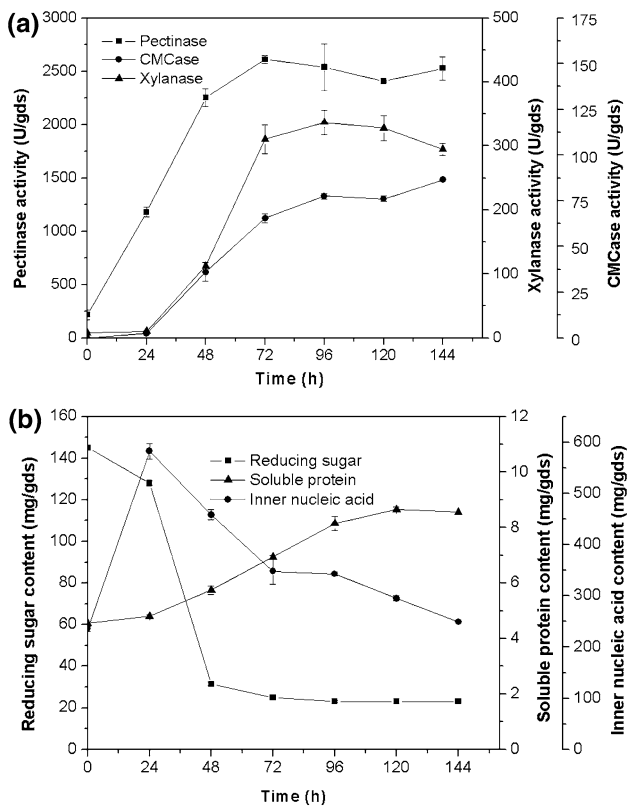 (a)
Pectinase
CMCase
Xylanase
Pectinase activity (U/gds)
3000
2500
2000
1500
1000
500
0
Xylanase activity (U/gds)
500
400
300
200
100
0
CMCase activity (U/gds)
175
150
125
100
75
50
25
0
0 24 48 72 96 120 144
Time (h)
(b)
Reducing sugar
Soluble protein
Inner nucleic acid
Reducing sugar content (mg/gds)
160
140
120
100
80
60
40
20
0
Soluble protein content (mg/gds)
12
10
8
6
4
2
0
Inner nucleic acid content (mg/gds)
600
500
400
300
200
100
0
0 24 48 72 96 120 144
Time (h)